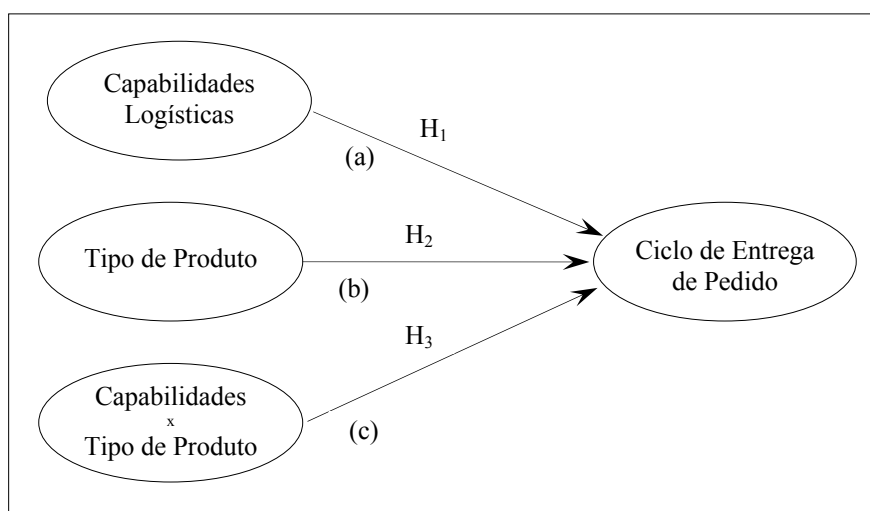 Capabilidades
Logísticas
H₁
(a)
Tipo de Produto
H₂
(b)
Ciclo de Entrega
de Pedido
H₃
Capabilidades
x
Tipo de Produto
(c)